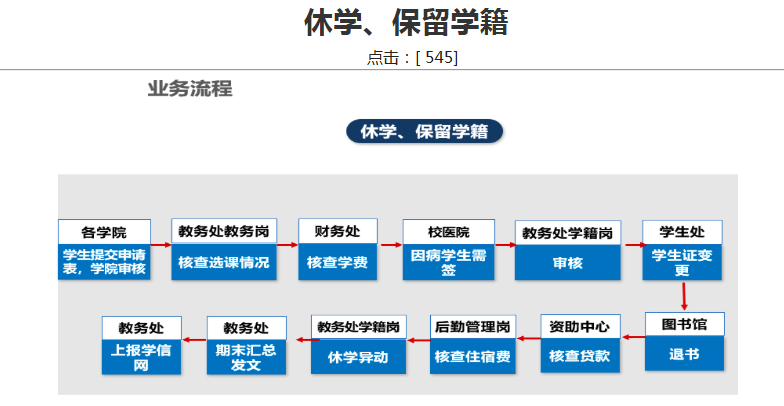 休学、保留学籍
点击：[ 545]
业务流程
休学、保留学籍
各学院
学生提交申请
表，学院审核
教务处教务岗
核查选课情况
财务处
核查学费
校医院
因病学生需
签
教务处学籍岗
审核
学生处
学生证变
更
图书馆
退书
资助中心
核查贷款
后勤管理岗
核查住宿费
教务处学籍岗
休学异动
教务处
期末汇总
发文
教务处
上报学信
网